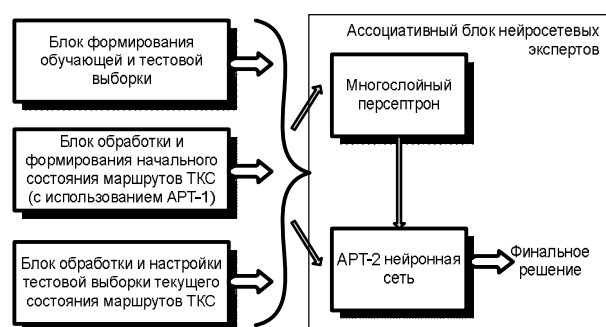 Блок формирования
обучающей и тестовой
выборки
Блок обработки и
формирования начального
состояния маршрутов ТКС
(с использованием АРТ-1)
Блок обработки и настройки
тестовой выборки текущего
состояния маршрутов ТКС
Ассоциативный блок нейросетевых
экспертов
Многослойный
персептрон
АРТ-2 нейронная
сеть
Финальное
решение